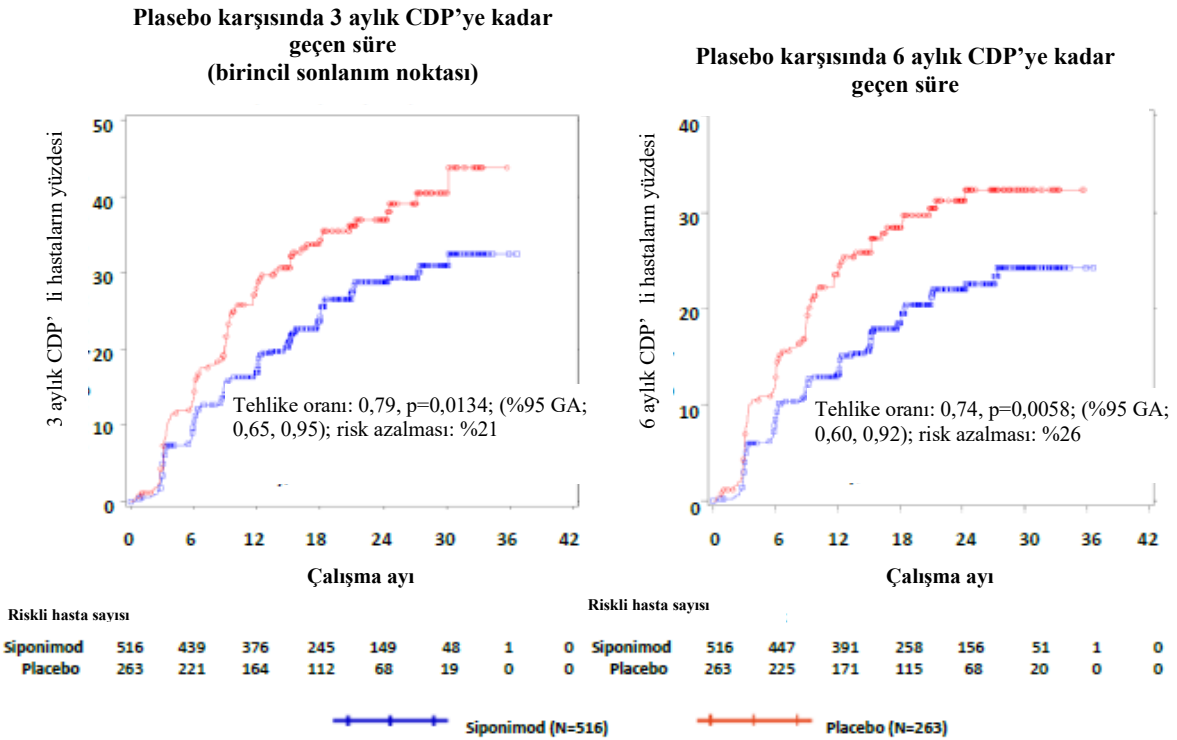 Plasebo karşısında 3 aylık CDP’ye kadar
geçen süre
(birincil sonlanım noktası)
3 aylık CDP’ li hastaların yüzdesi
50
40
30
20
10
0
Tehlike oranı: 0,79, p=0,0134; (%95 GA;
0,65, 0,95); risk azalması: %21
0 6 12 18 24 30 36 42
Çalışma ayı
Plasebo karşısında 6 aylık CDP’ye kadar
geçen süre
6 aylık CDP’ li hastaların yüzdesi
40
30
20
10
0
Tehlike oranı: 0,74, p=0,0058; (%95 GA;
0,60, 0,92); risk azalması: %26
0 6 12 18 24 30 36 42
Çalışma ayı
Riskli hasta sayısı
Siponimod 516 439 376 245 149 48 1 0
Placebo 263 221 164 112 68 19 0 0
Riskli hasta sayısı
Siponimod 516 447 391 258 156 51 1 0
Placebo 263 225 171 115 68 20 0 0
Siponimod (N=516)
Placebo (N=263)